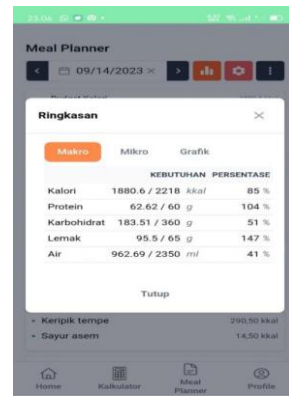 23.06
Meal Planner
09/14/2023 ×
Ringkasan ×
Makro Mikro Grafik
KEBUTUHAN PERSENTASE
Kalori 1880.6 / 2218 kkal 85 %
Protein 62.62 / 60 g 104 %
Karbohidrat 183.51 / 360 g 51 %
Lemak 95.5 / 65 g 147 %
Air 962.69 / 2350 ml 41 %
Tutup
- Keripik tempe 290,50 kkal
- Sayur asem 14,50 kkal
Home Kalkulator Meal Planner Profile